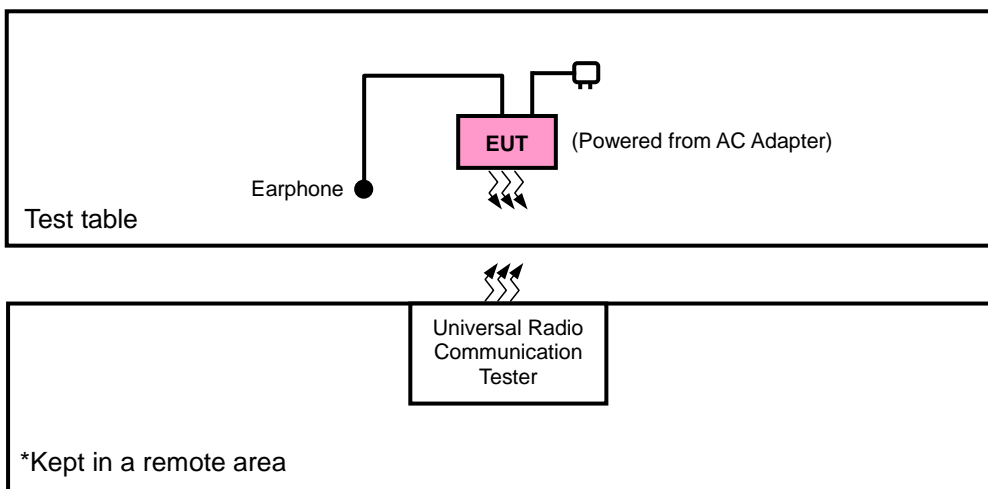 EUT
(Powered from AC Adapter)
Earphone
Test table
Universal Radio
Communication
Tester
*Kept in a remote area